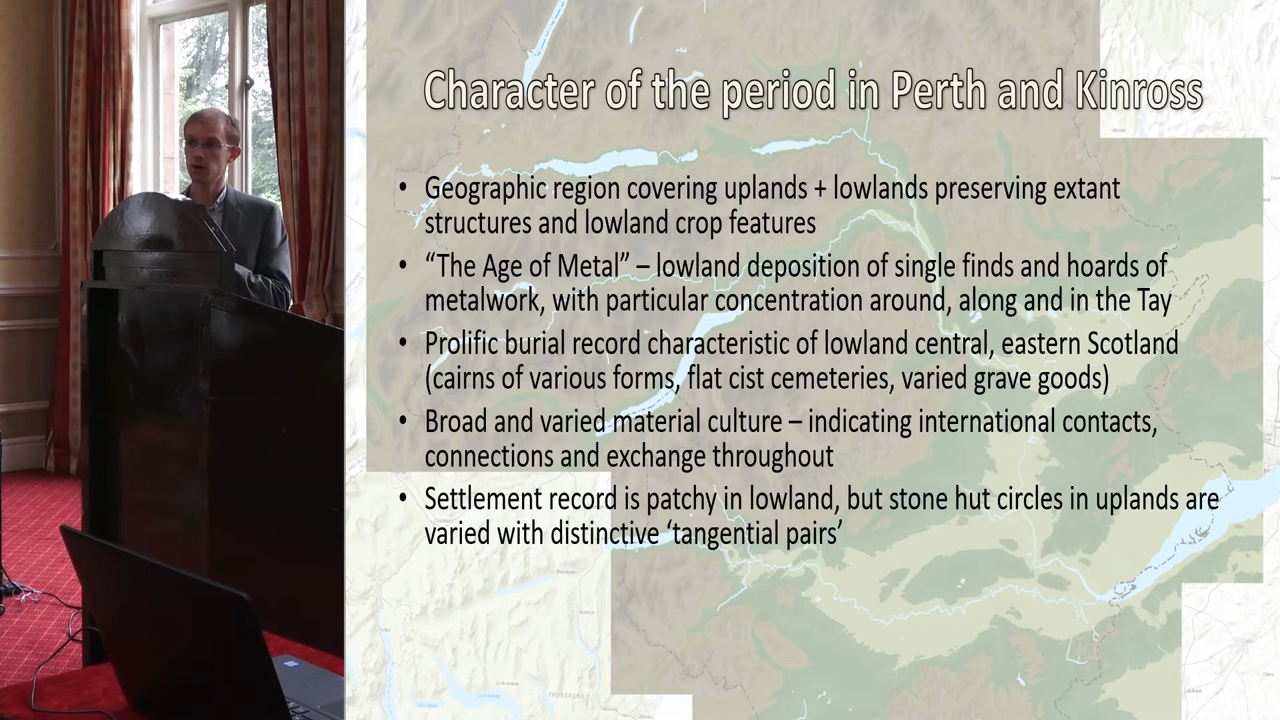 Character of the period in Perth and Kinross
• Geographic region covering uplands + lowlands preserving extant
structures and lowland crop features
• “The Age of Metal” – lowland deposition of single finds and hoards of
metalwork, with particular concentration around, along and in the Tay
• Prolific burial record characteristic of lowland central, eastern Scotland
(cairns of various forms, flat cist cemeteries, varied grave goods)
• Broad and varied material culture – indicating international contacts,
connections and exchange throughout
• Settlement record is patchy in lowland, but stone hut circles in uplands are
varied with distinctive ‘tangential pairs’
TROSSACHS